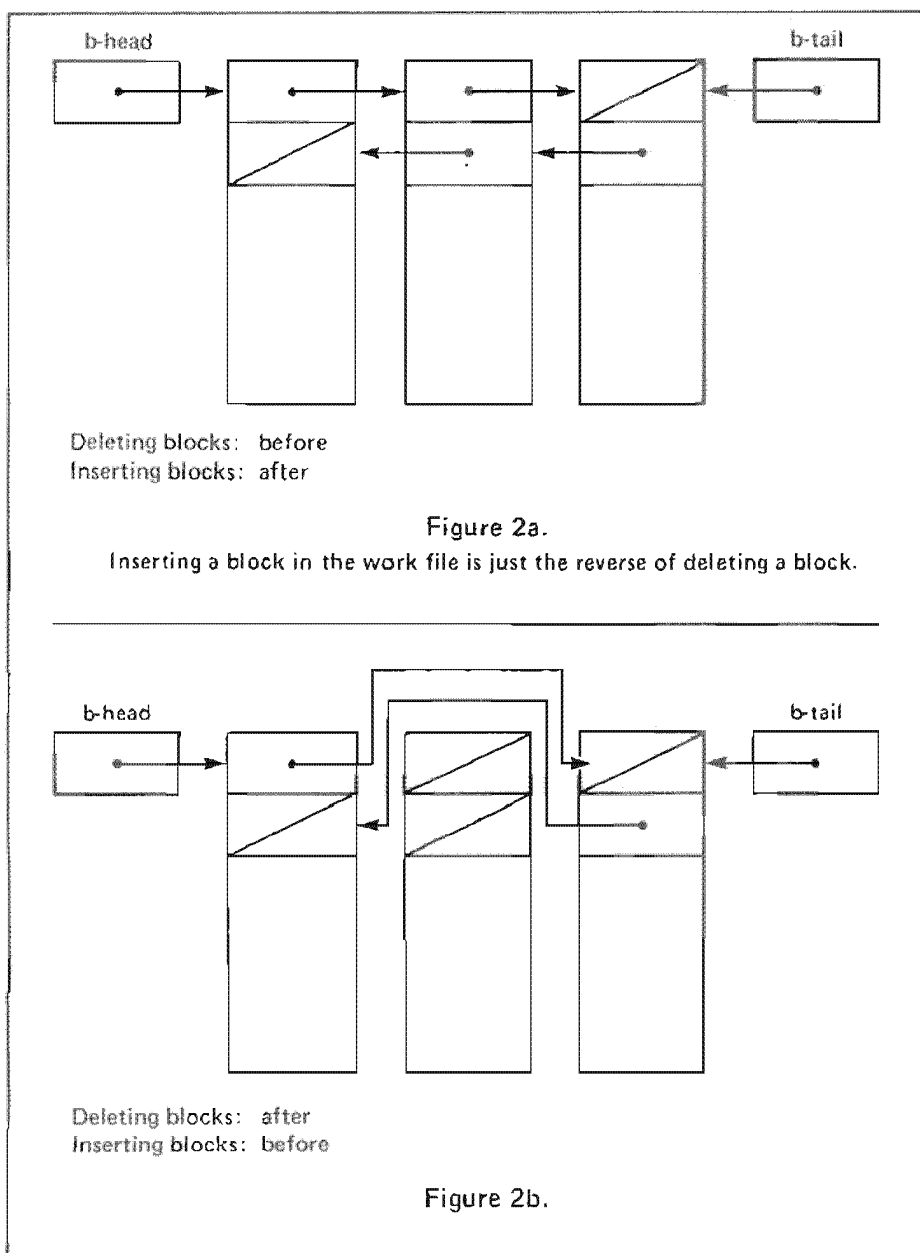 b-head b-tail
Deleting blocks: before
Inserting blocks: after
Figure 2a.
Inserting a block in the work file is just the reverse of deleting a block.
b-head b-tail
Deleting blocks: after
Inserting blocks: before
Figure 2b.